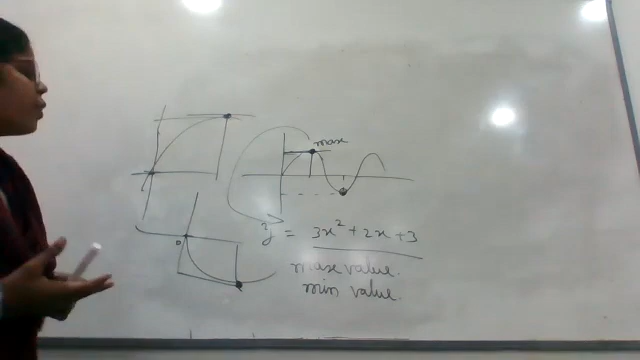 max
o
y = 3x² + 2x + 3
max value.
min value.